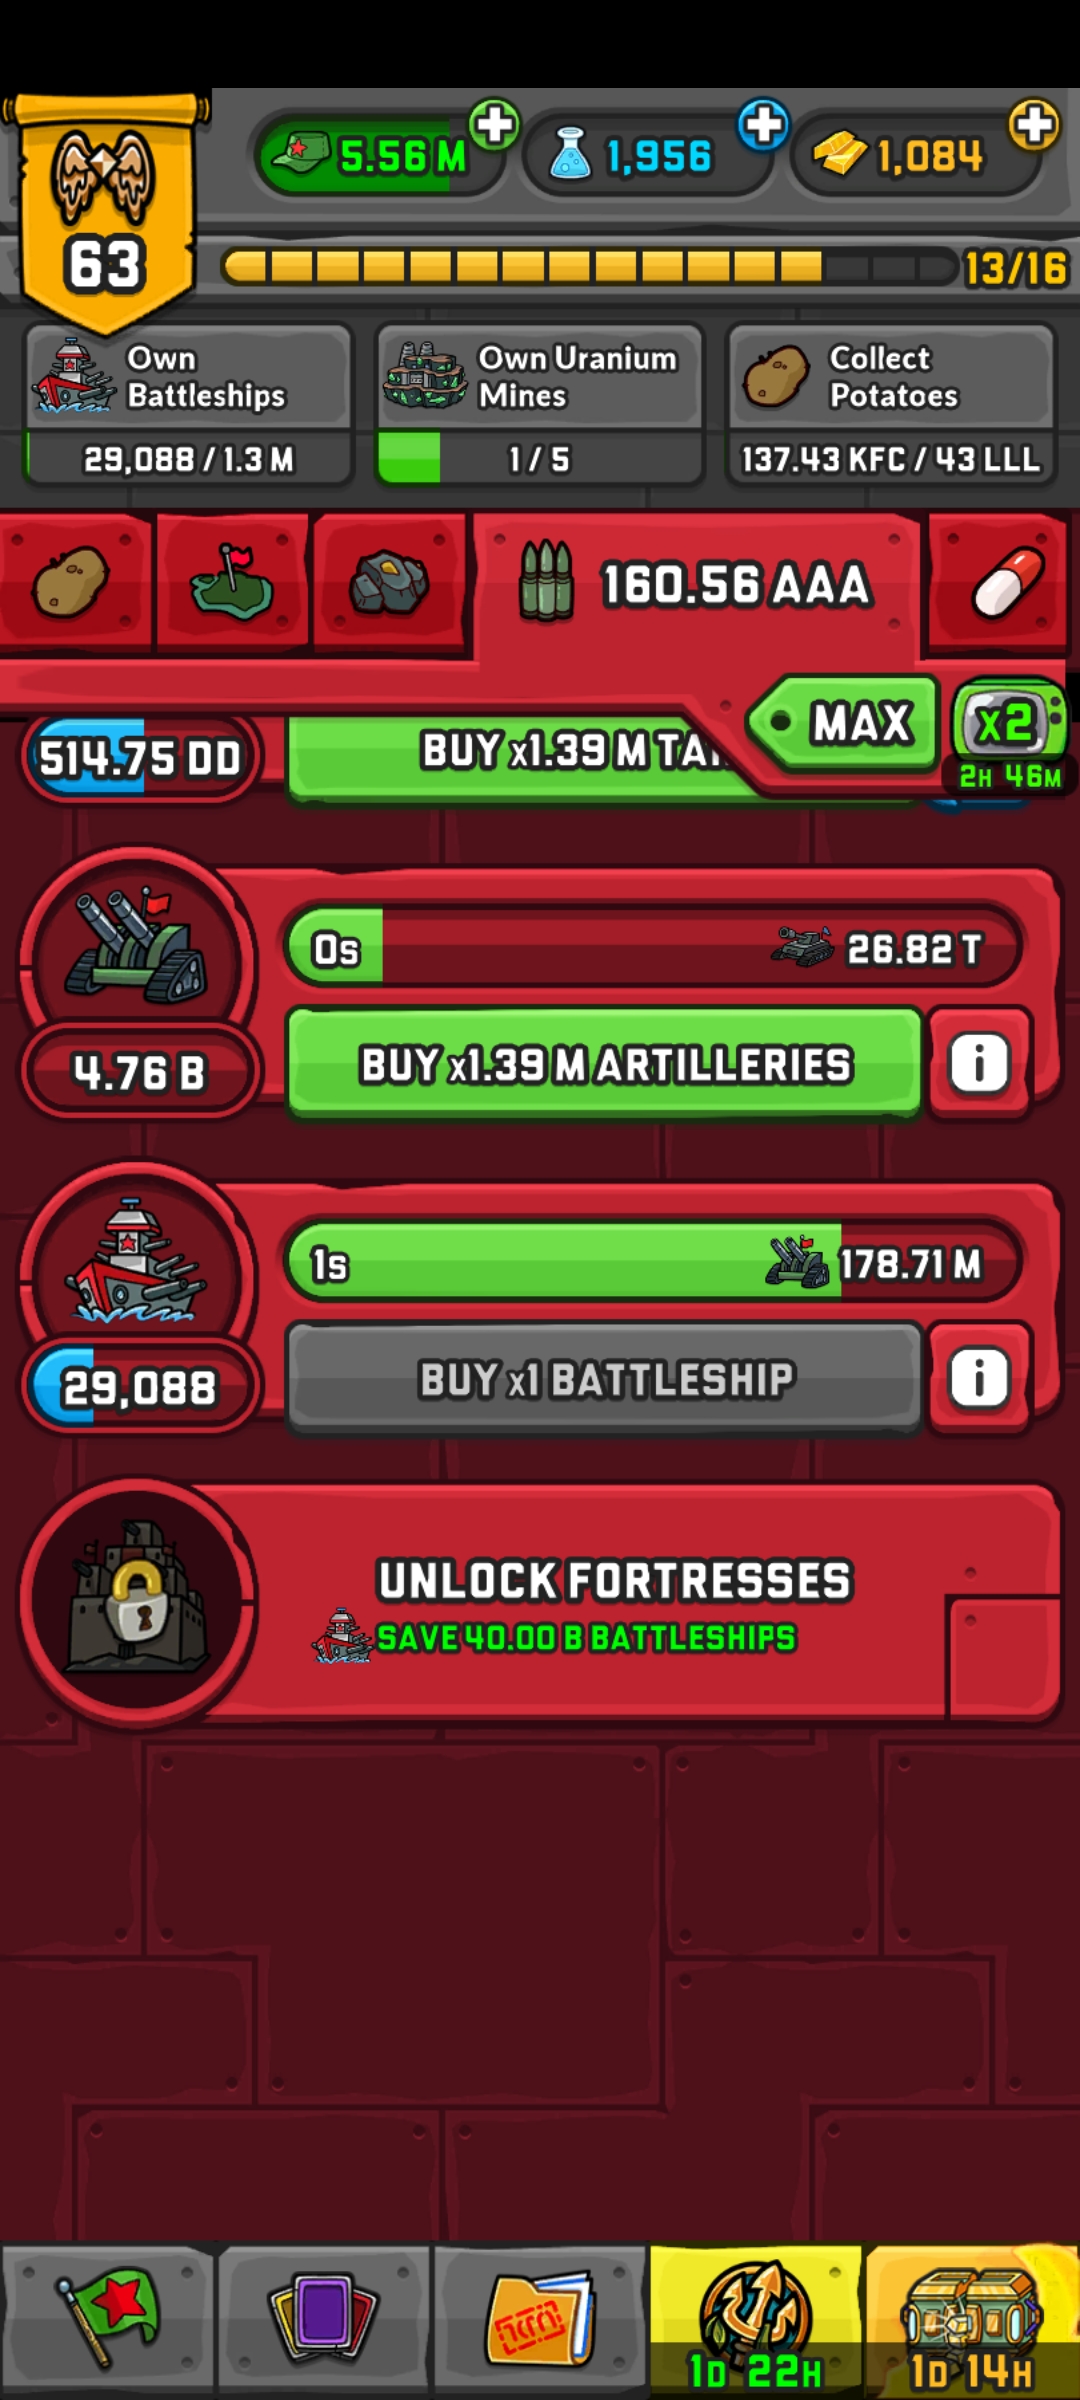 5.56 M
1,956
1,084
63
13/16
Own
Battleships
Own Uranium
Mines
Collect
Potatoes
29,088 / 1.3 M
1 / 5
137.43 KFC / 43 LLL
160.56 AAA
MAX
x2
2H 46M
514.75 DD
BUY x1.39 M
0s
26.82 T
4.76 B
BUY x1.39 M ARTILLERIES
i
1s
178.71 M
29,088
BUY x1 BATTLESHIP
i
UNLOCK FORTRESSES
SAVE 40.00 B BATTLESHIPS
1D 22H
1D 14H